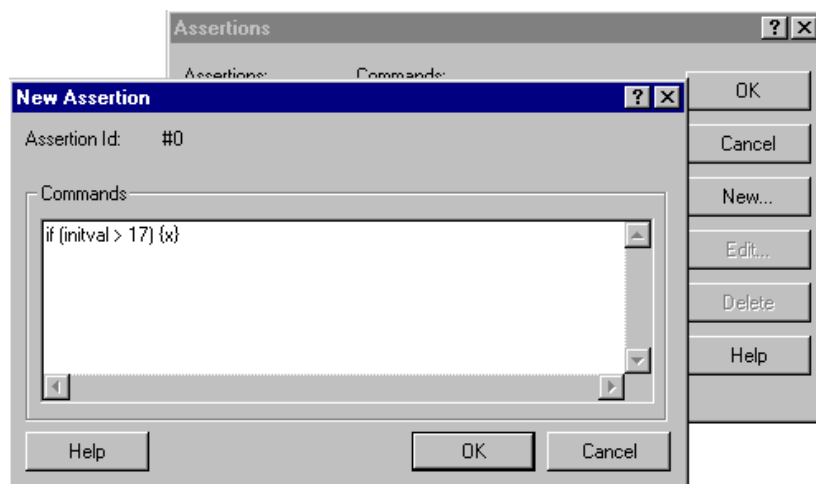 Assertions
Assertions: Commands:
New Assertion
Assertion Id: #0
Commands
if (initval > 17) {x}
Help OK Cancel
OK
Cancel
New...
Edit...
Delete
Help